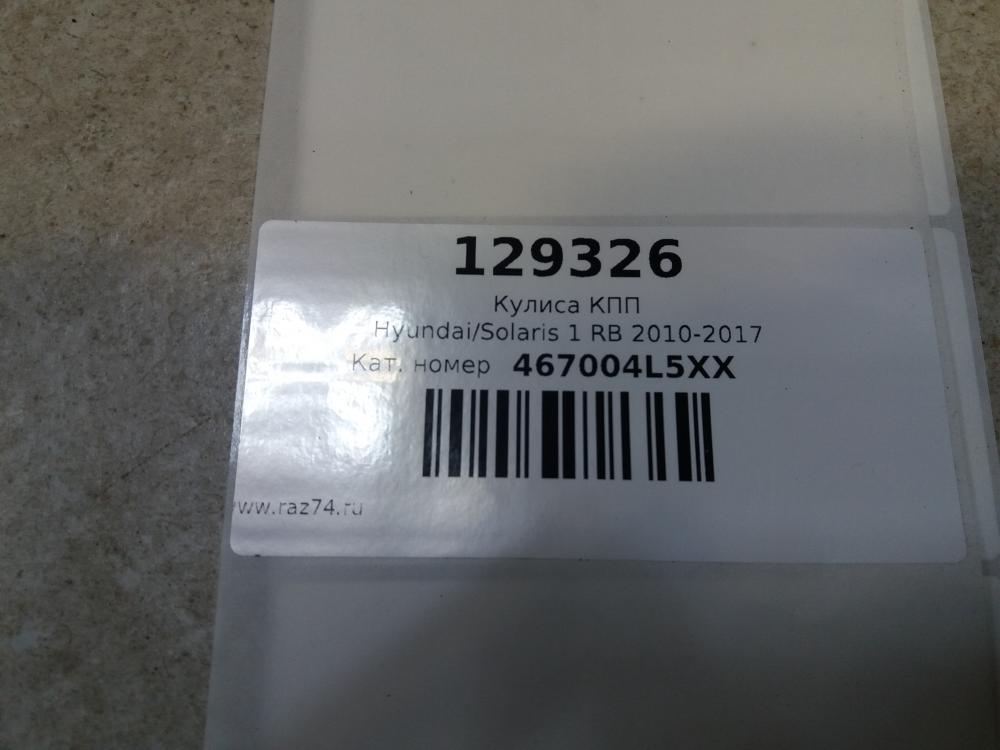 129326
Кулиса КПП
Hyundai/Solaris 1 RB 2010-2017
Кат. номер 467004L5XX
www.raz74.ru